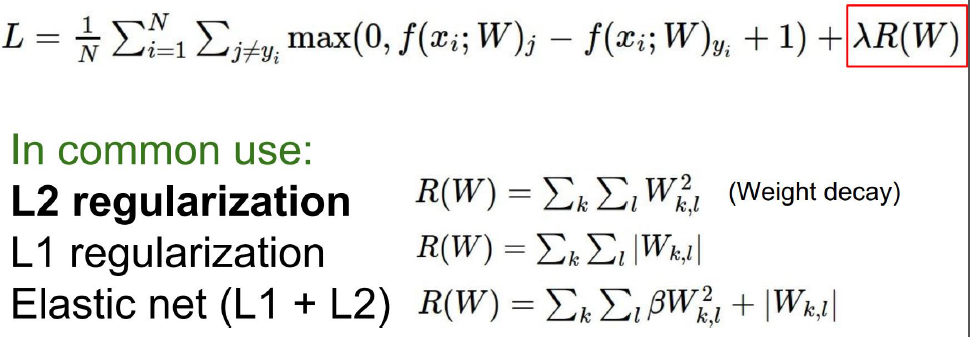 L = 1/N ∑_{i=1}^{N} ∑_{j≠y_i} max(0, f(x_i; W)_j − f(x_i; W)_{y_i} + 1) + λR(W)
In common use:
L2 regularization R(W) = ∑_k ∑_l W_{k,l}^2 (Weight decay)
L1 regularization R(W) = ∑_k ∑_l |W_{k,l}|
Elastic net (L1 + L2) R(W) = ∑_k ∑_l βW_{k,l}^2 + |W_{k,l}|